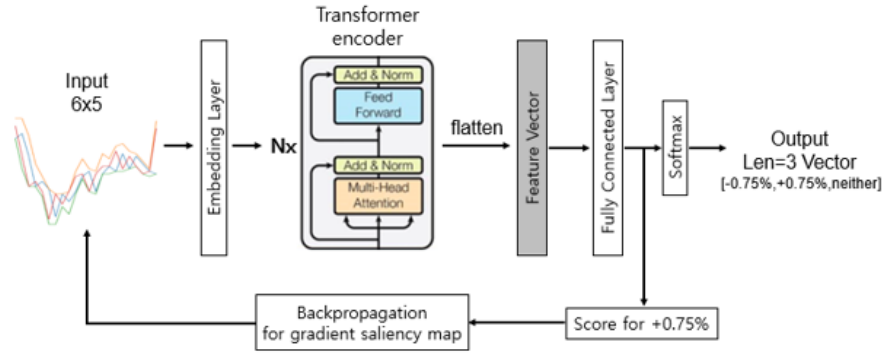 Transformer
encoder
Input
6x5
Embedding Layer
Nx
Add & Norm
Feed
Forward
Add & Norm
Multi-Head
Attention
flatten
Feature Vector
Fully Connected Layer
Softmax
Output
Len=3 Vector
[-0.75%,+0.75%,neither]
Backpropagation
for gradient saliency map
Score for +0.75%